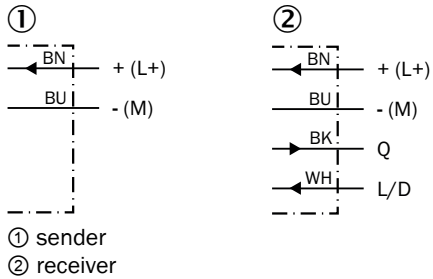 ① ②
BN + (L+) BN + (L+)
BU - (M) BU - (M)
BK Q
WH L/D
① sender
② receiver